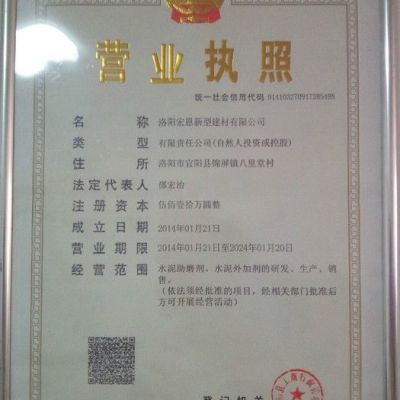 营业执照
统一社会信用代码 91410327091728549S
名称 洛阳宏恩新型建材有限公司
类型 有限责任公司(自然人投资或控股)
住所 洛阳市宜阳县锦屏镇八里堂村
法定代表人 邵宏治
注册资本 伍佰壹拾万圆整
成立日期 2014年01月21日
营业期限 2014年01月21日至2024年01月20日
经营范围 水泥助磨剂、水泥外加剂的研发、生产、销
售。
(依法须经批准的项目，经相关部门批准后
方可开展经营活动)
登记机关